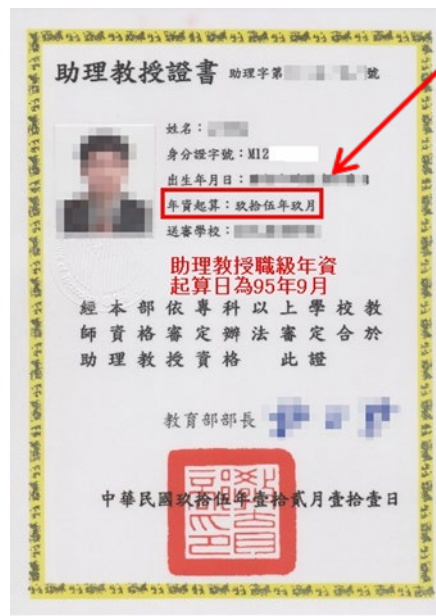 助理教授證書 助理字第 號
姓名：
身分證字號：M12
出生年月日：
年資起算：玖拾伍年玖月
送審學校：
助理教授職級年資
起算日為95年9月
經本部依專科以上學校教
師資格審定辦法審定合於
助理教授資格 此證
教育部部長
中華民國玖拾伍年壹拾貳月壹拾壹日